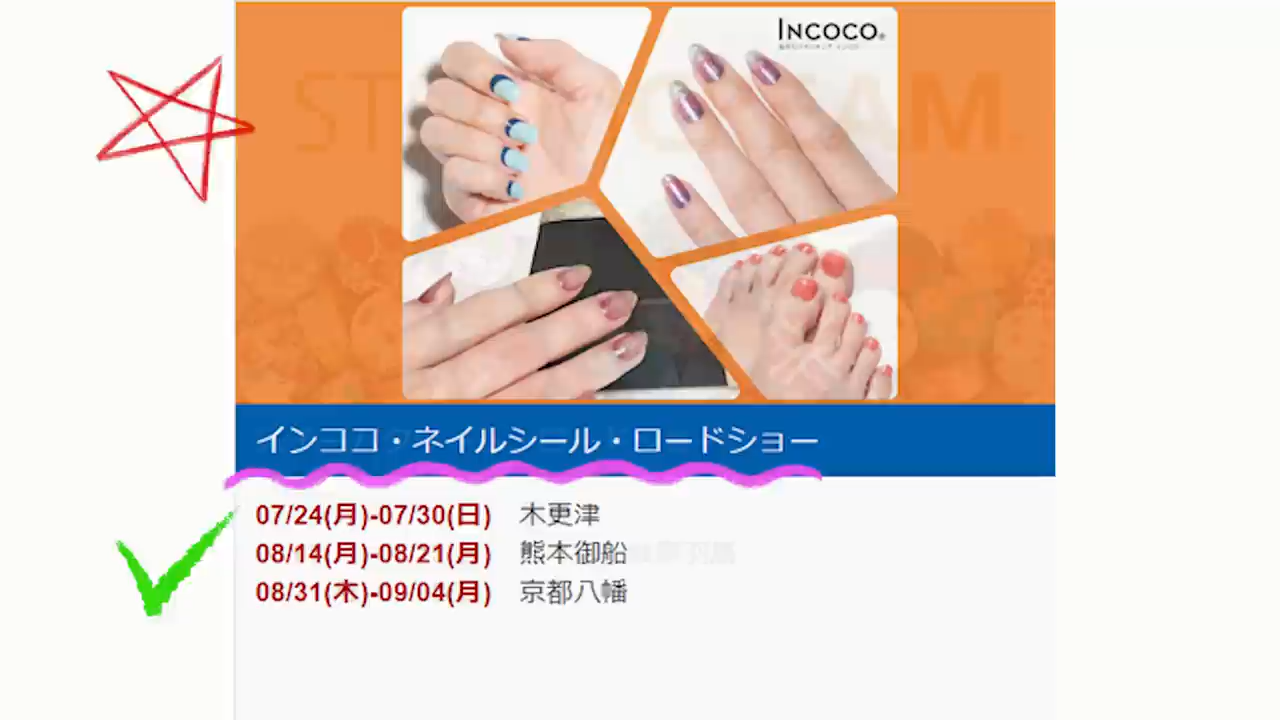 INCOCO®
インココ・ネイルシール・ロードショー
07/24(月)-07/30(日) 木更津
08/14(月)-08/21(月) 熊本御船
08/31(木)-09/04(月) 京都八幡